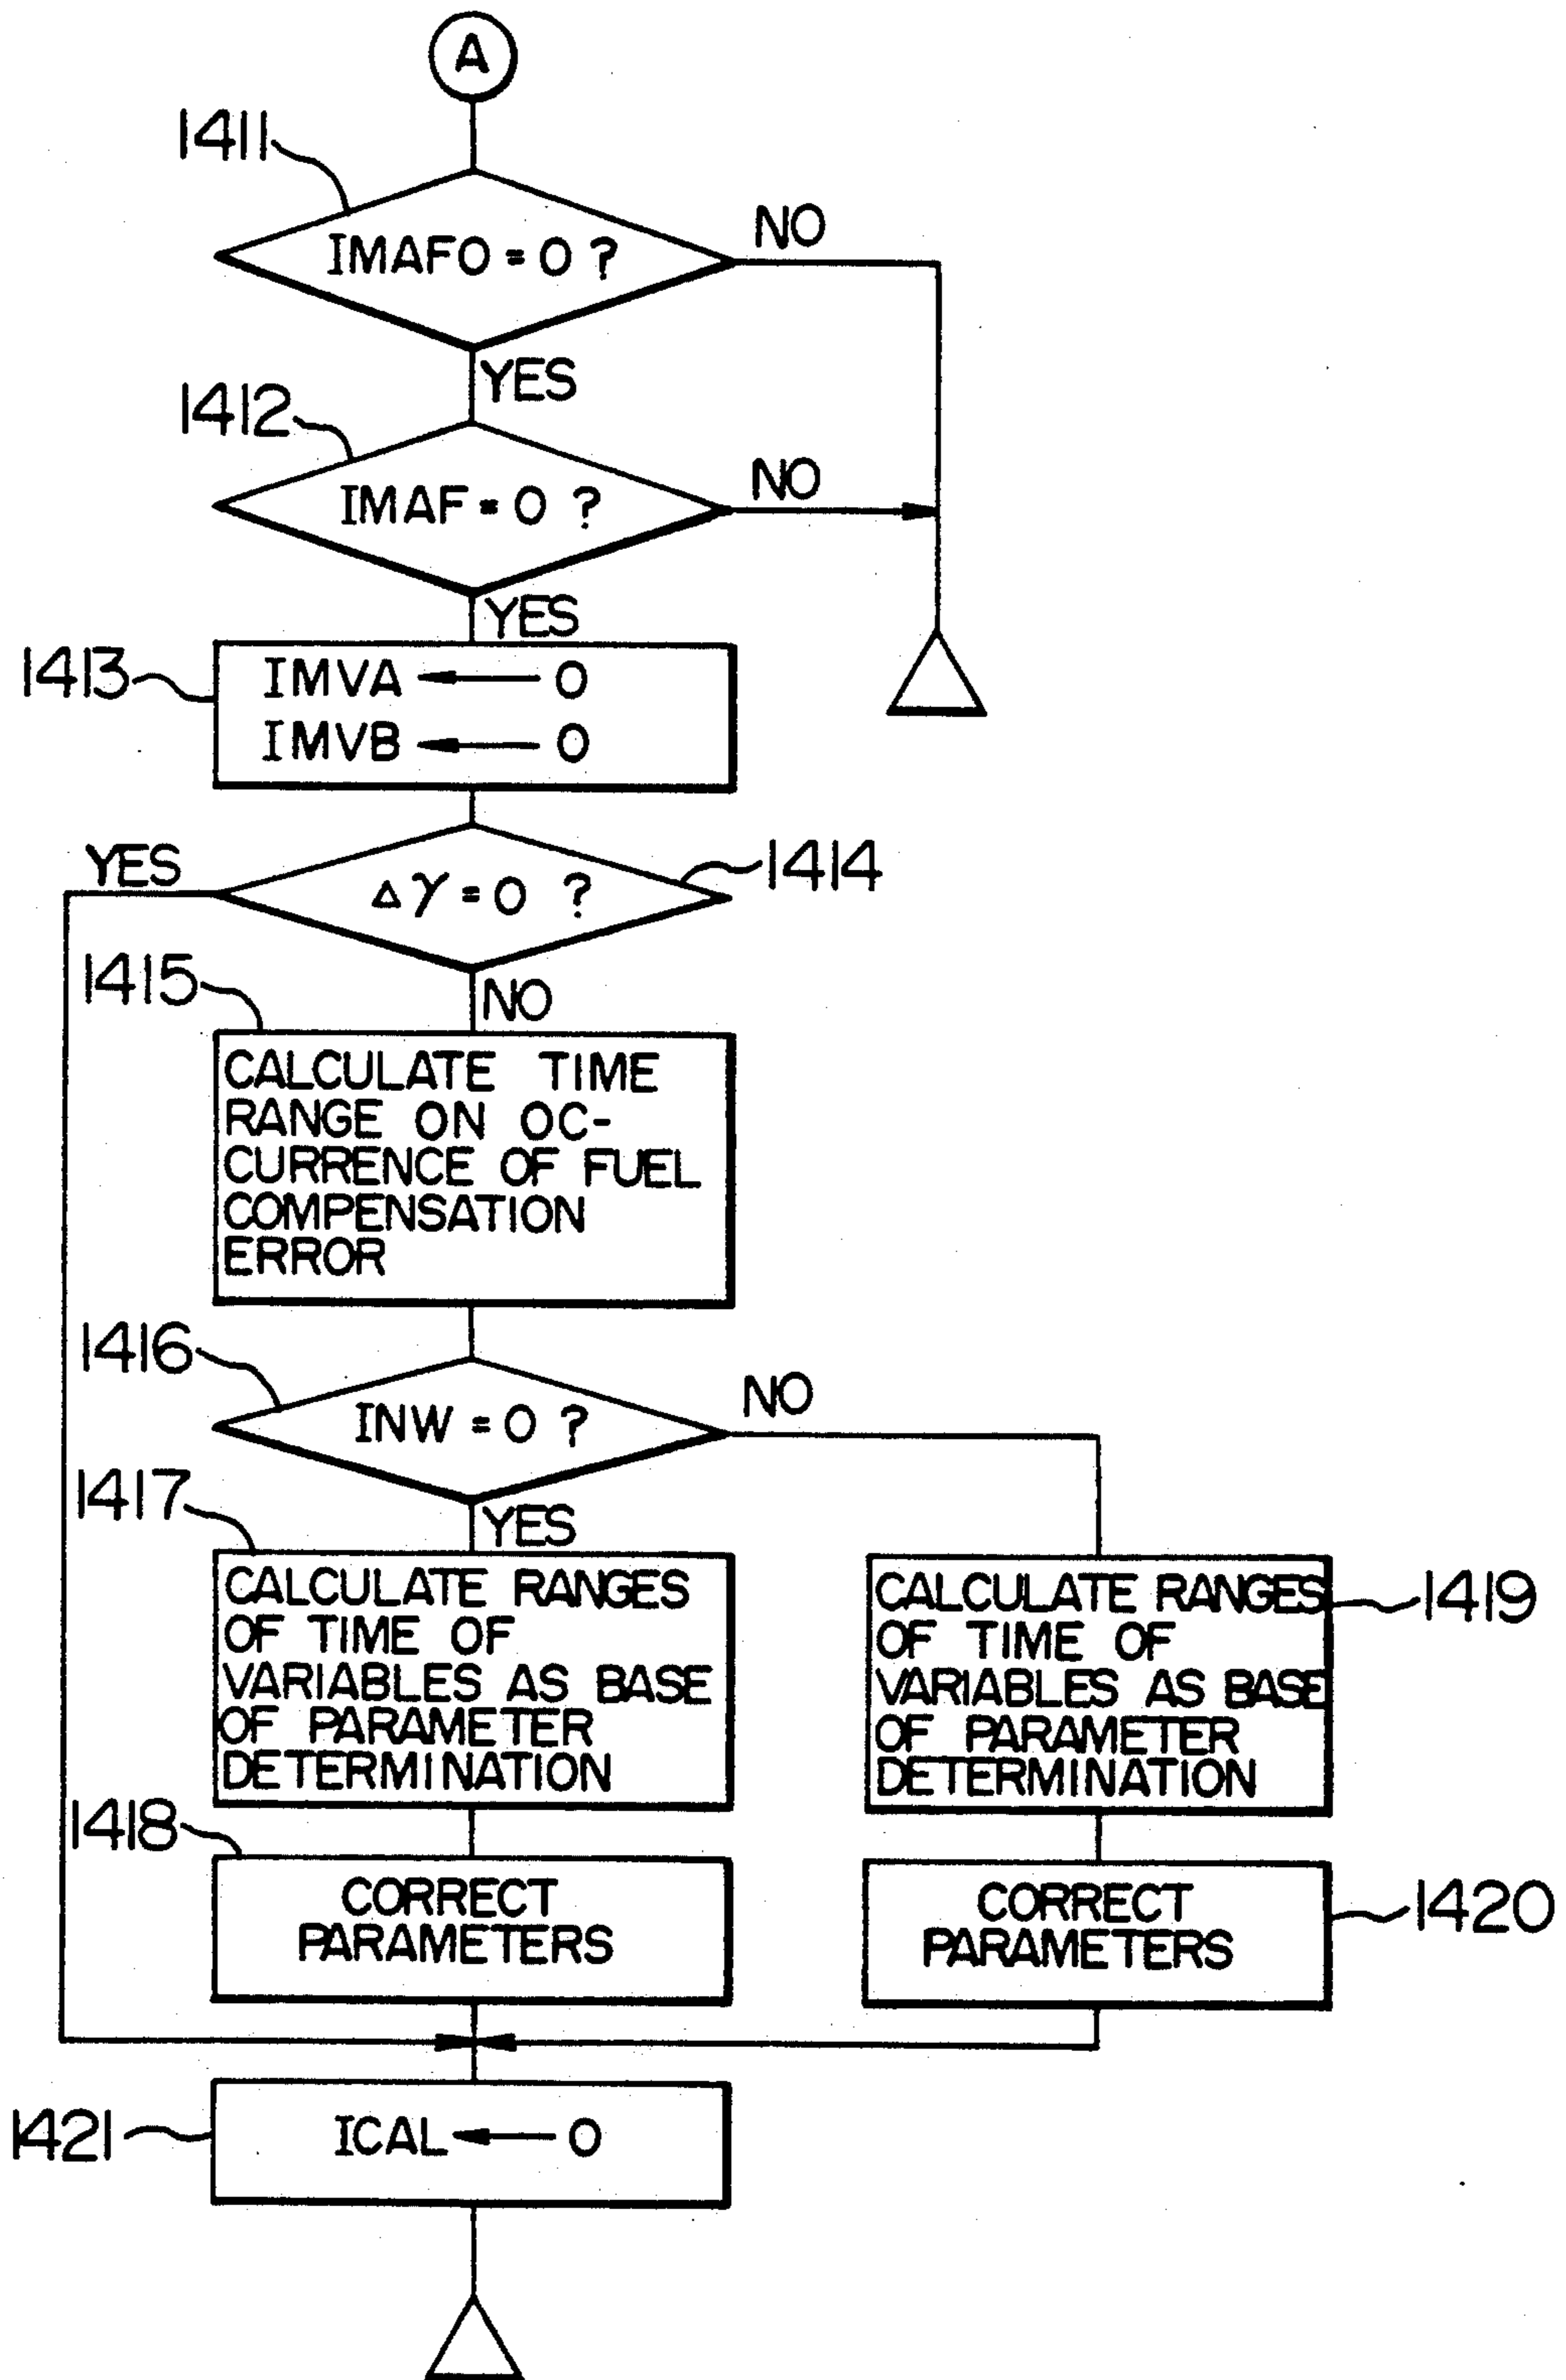 A
1411
IMAFO = 0 ?
NO
YES
1412
IMAF = 0 ?
NO
YES
1413
IMVA ← 0
IMVB ← 0
YES
Δγ = 0 ?
1414
1415
NO
CALCULATE TIME
RANGE ON OC-
CURRENCE OF FUEL
COMPENSATION
ERROR
1416
INW = 0 ?
NO
1417
YES
CALCULATE RANGES
OF TIME OF
VARIABLES AS BASE
OF PARAMETER
DETERMINATION
CALCULATE RANGES
OF TIME OF
VARIABLES AS BASE
OF PARAMETER
DETERMINATION
1419
1418
CORRECT
PARAMETERS
CORRECT
PARAMETERS
1420
1421
ICAL ← 0